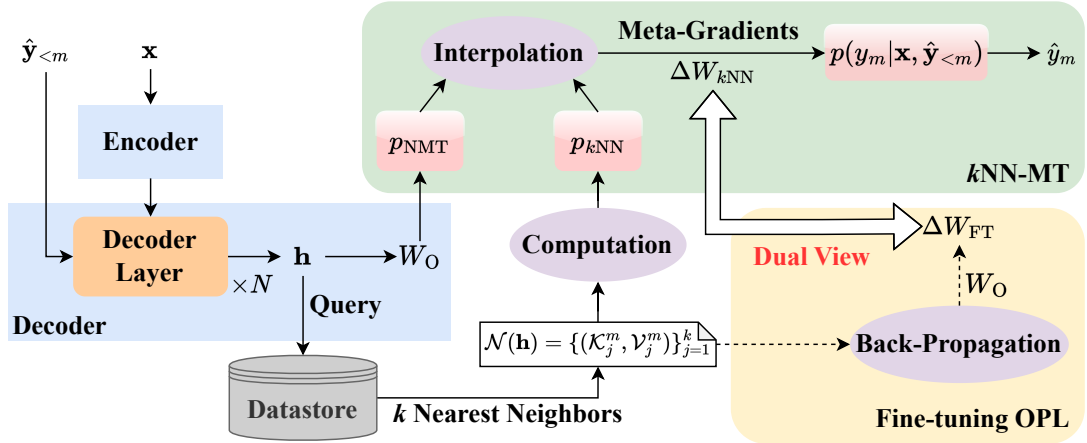 ŷ<m
x
Encoder
Decoder
Layer
×N
h
W_O
Query
Decoder
Datastore
k Nearest Neighbors
N(h) = {(K_j^m, V_j^m)}_{j=1}^k
Computation
p_NMT
p_kNN
Interpolation
Meta-Gradients
ΔW_kNN
p(y_m|x, ŷ<m)
ŷ_m
kNN-MT
Dual View
ΔW_FT
W_O
Back-Propagation
Fine-tuning OPL